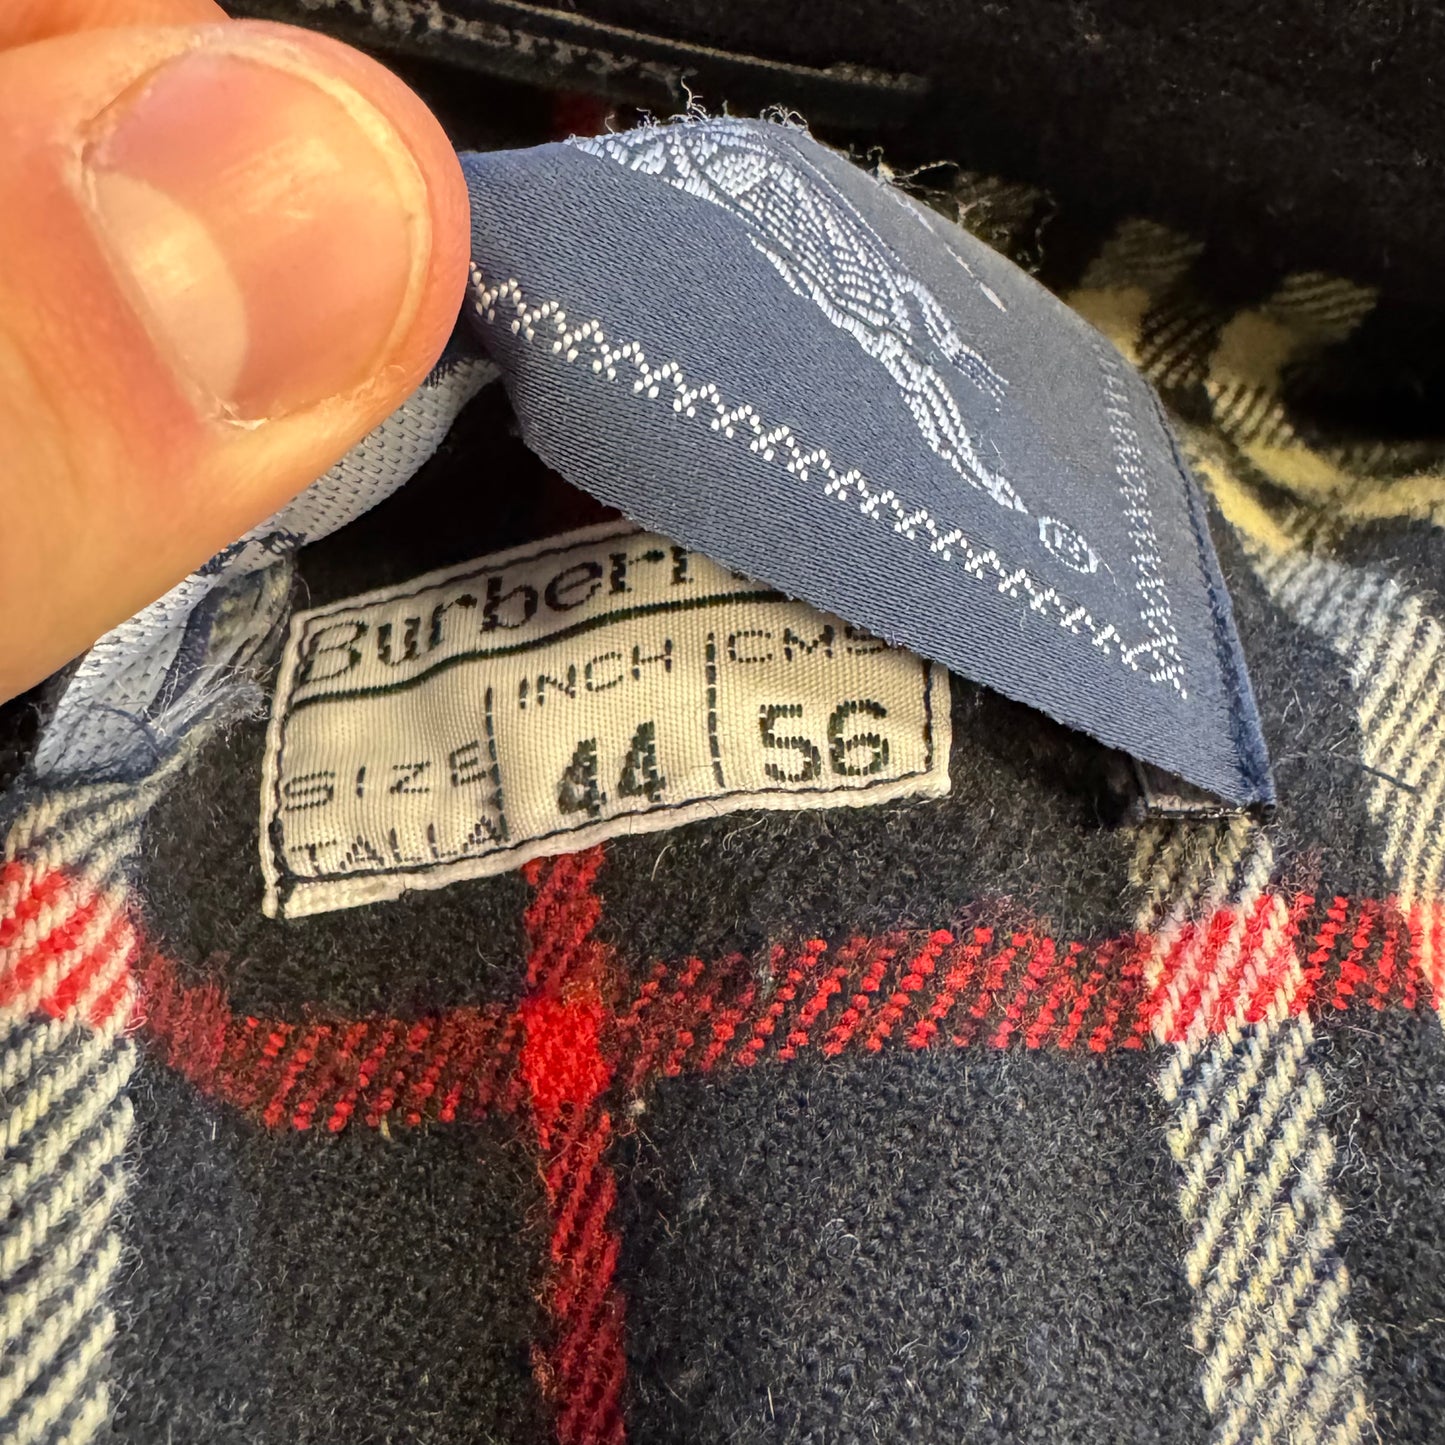 Burberr
INCH CMS
SIZE 44 56
TALLA
®